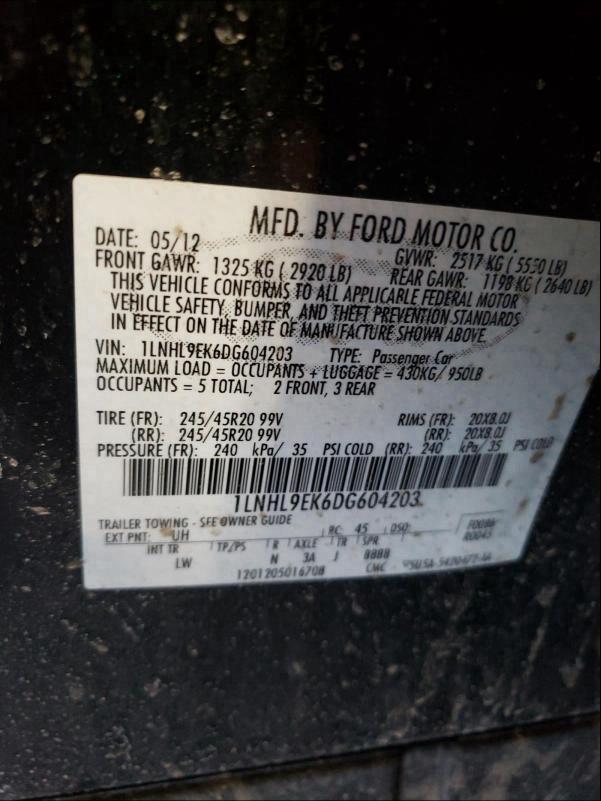 MFD. BY FORD MOTOR CO.
DATE: 05/12 GVWR: 2517 KG ( 5550 LB)
FRONT GAWR: 1325 KG ( 2920 LB) REAR GAWR: 1198 KG ( 2640 LB)
THIS VEHICLE CONFORMS TO ALL APPLICABLE FEDERAL MOTOR
VEHICLE SAFETY, BUMPER, AND THEFT PREVENTION STANDARDS
IN EFFECT ON THE DATE OF MANUFACTURE SHOWN ABOVE.
VIN: 1LNHL9EK6DG604203 TYPE: Passenger Car
MAXIMUM LOAD = OCCUPANTS + LUGGAGE = 430KG/ 950LB
OCCUPANTS = 5 TOTAL; 2 FRONT, 3 REAR
TIRE (FR): 245/45R20 99V RIMS (FR): 20X8.0J
(RR): 245/45R20 99V (RR): 20X8.0J
PRESSURE (FR): 240 kPa/ 35 PSI COLD (RR): 240 kPa/ 35 PSI COLD
1LNHL9EK6DG604203
TRAILER TOWING - SEE OWNER GUIDE
EXT PNT: UH RC: 45 DSO: F0086
R0045
INT TR TP/PS R AXLE TR SPR
LW N 3A J 8888
1201205016708 CMC